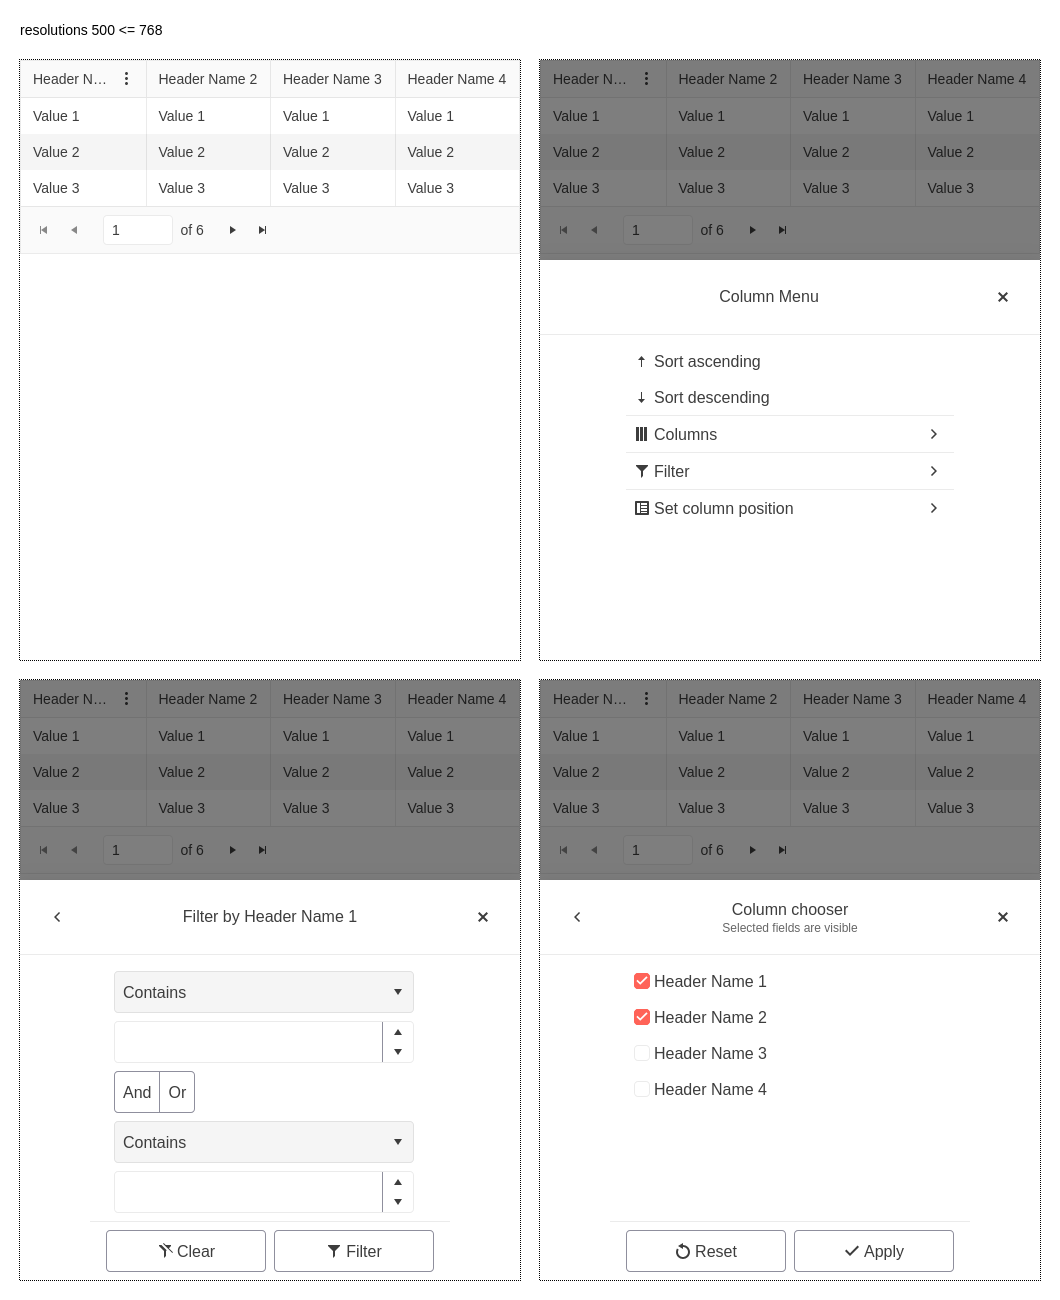 resolutions 500 <= 768
Header N... Header Name 2 Header Name 3 Header Name 4
Value 1 Value 1 Value 1 Value 1
Value 2 Value 2 Value 2 Value 2
Value 3 Value 3 Value 3 Value 3
1 of 6
Header N... Header Name 2 Header Name 3 Header Name 4
Value 1 Value 1 Value 1 Value 1
Value 2 Value 2 Value 2 Value 2
Value 3 Value 3 Value 3 Value 3
1 of 6
Column Menu
Sort ascending
Sort descending
Columns
Filter
Set column position
Header N... Header Name 2 Header Name 3 Header Name 4
Value 1 Value 1 Value 1 Value 1
Value 2 Value 2 Value 2 Value 2
Value 3 Value 3 Value 3 Value 3
1 of 6
Filter by Header Name 1
Contains
And Or
Contains
Clear Filter
Header N... Header Name 2 Header Name 3 Header Name 4
Value 1 Value 1 Value 1 Value 1
Value 2 Value 2 Value 2 Value 2
Value 3 Value 3 Value 3 Value 3
1 of 6
Column chooser
Selected fields are visible
Header Name 1
Header Name 2
Header Name 3
Header Name 4
Reset Apply